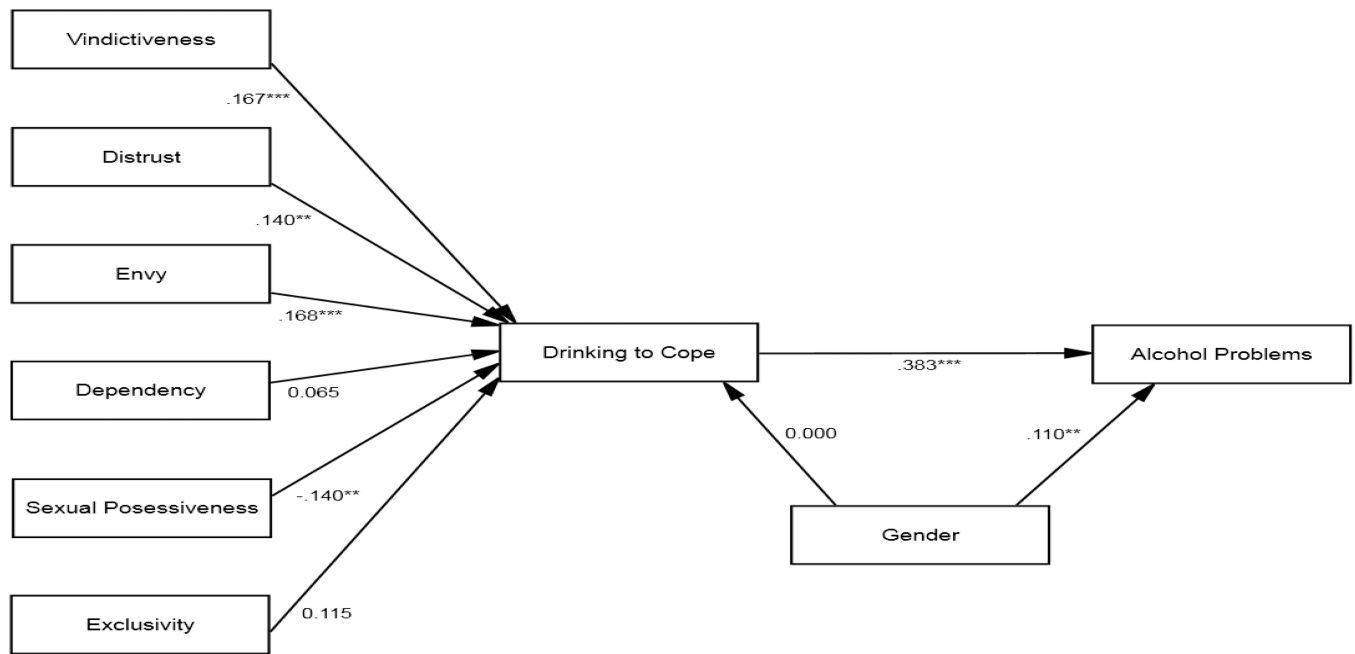 Vindictiveness
.167***
Distrust
.140**
Envy
.168***
Drinking to Cope
.383***
Alcohol Problems
Dependency
0.065
0.000
.110**
Sexual Posessiveness
-.140**
Gender
Exclusivity
0.115